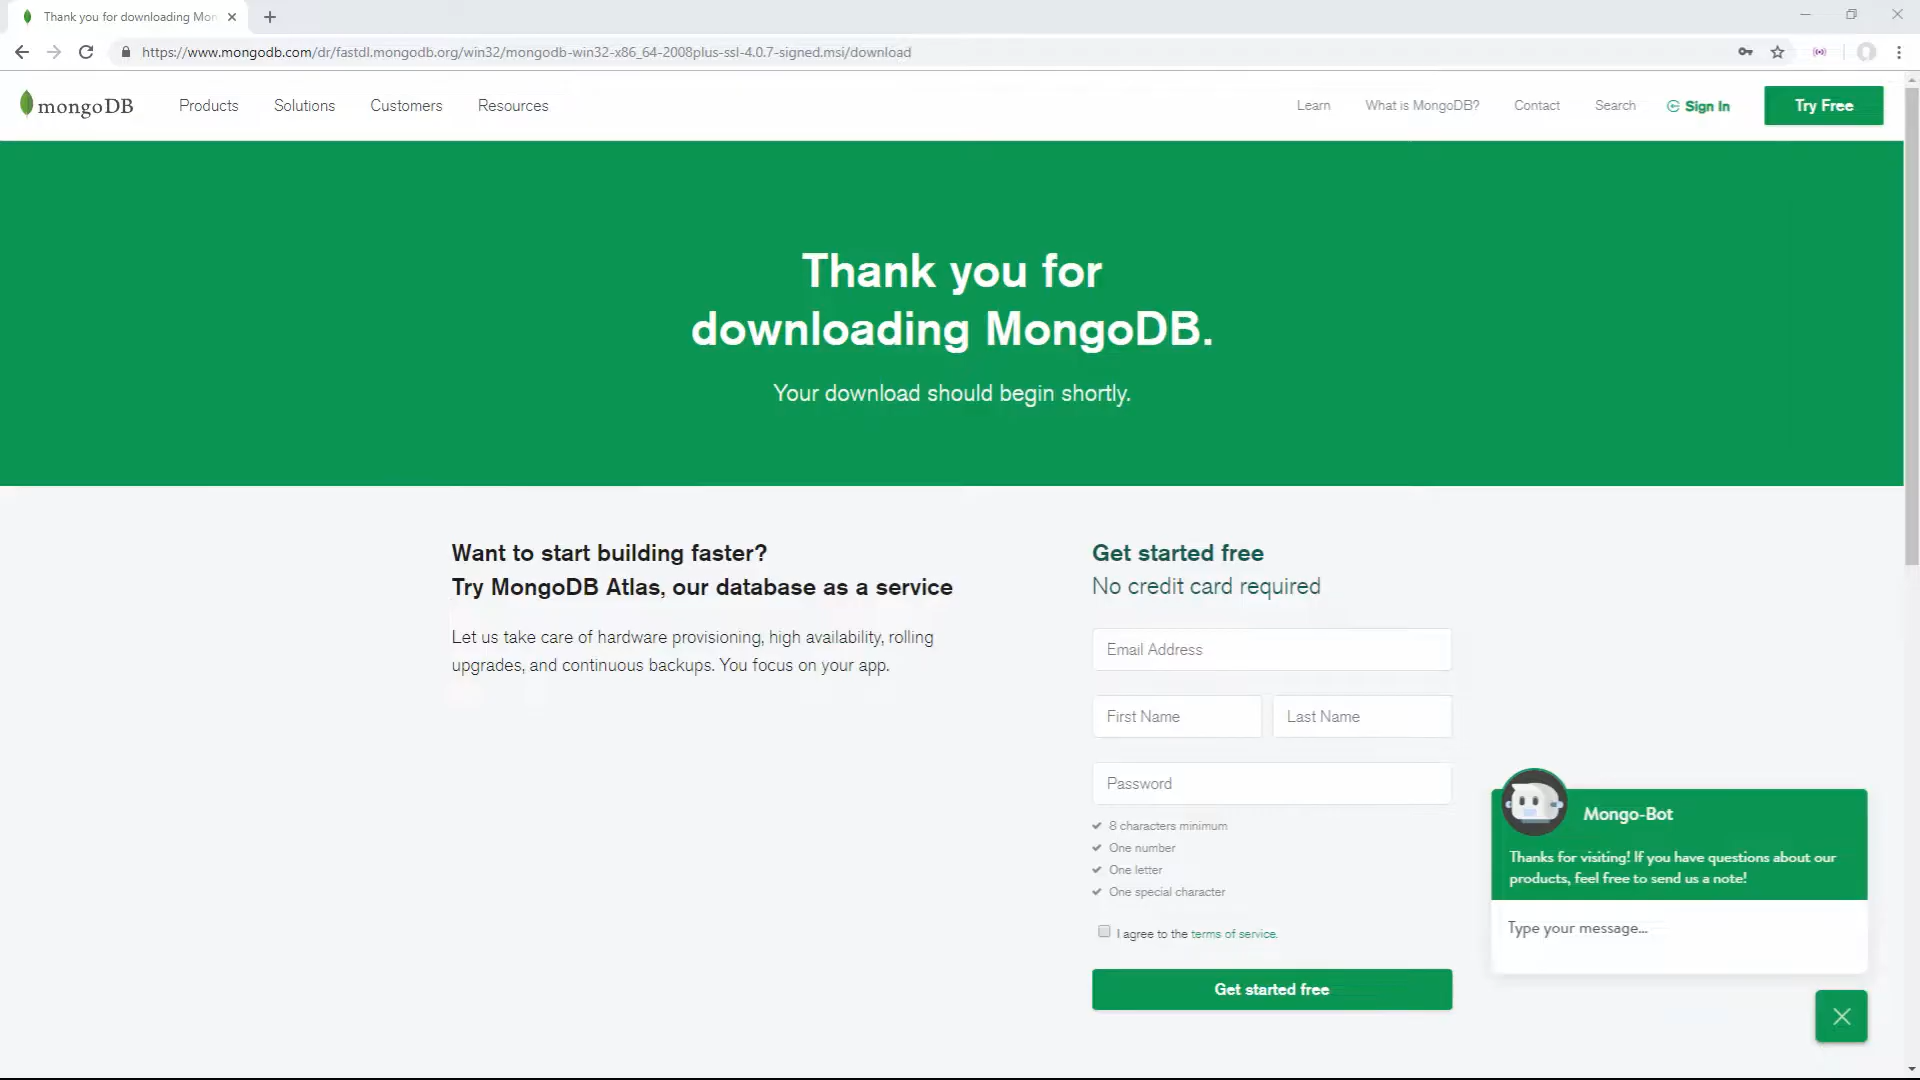 Thank you for downloading Mon
https://www.mongodb.com/dr/fastdl.mongodb.org/win32/mongodb-win32-x86_64-2008plus-ssl-4.0.7-signed.msi/download
mongoDB
Products
Solutions
Customers
Resources
Learn
What is MongoDB?
Contact
Search
Sign In
Try Free
Thank you for
downloading MongoDB.
Your download should begin shortly.
Want to start building faster?
Try MongoDB Atlas, our database as a service
Let us take care of hardware provisioning, high availability, rolling
upgrades, and continuous backups. You focus on your app.
Get started free
No credit card required
Email Address
First Name
Last Name
Password
8 characters minimum
One number
One letter
One special character
I agree to the terms of service.
Get started free
Mongo-Bot
Thanks for visiting! If you have questions about our
products, feel free to send us a note!
Type your message...